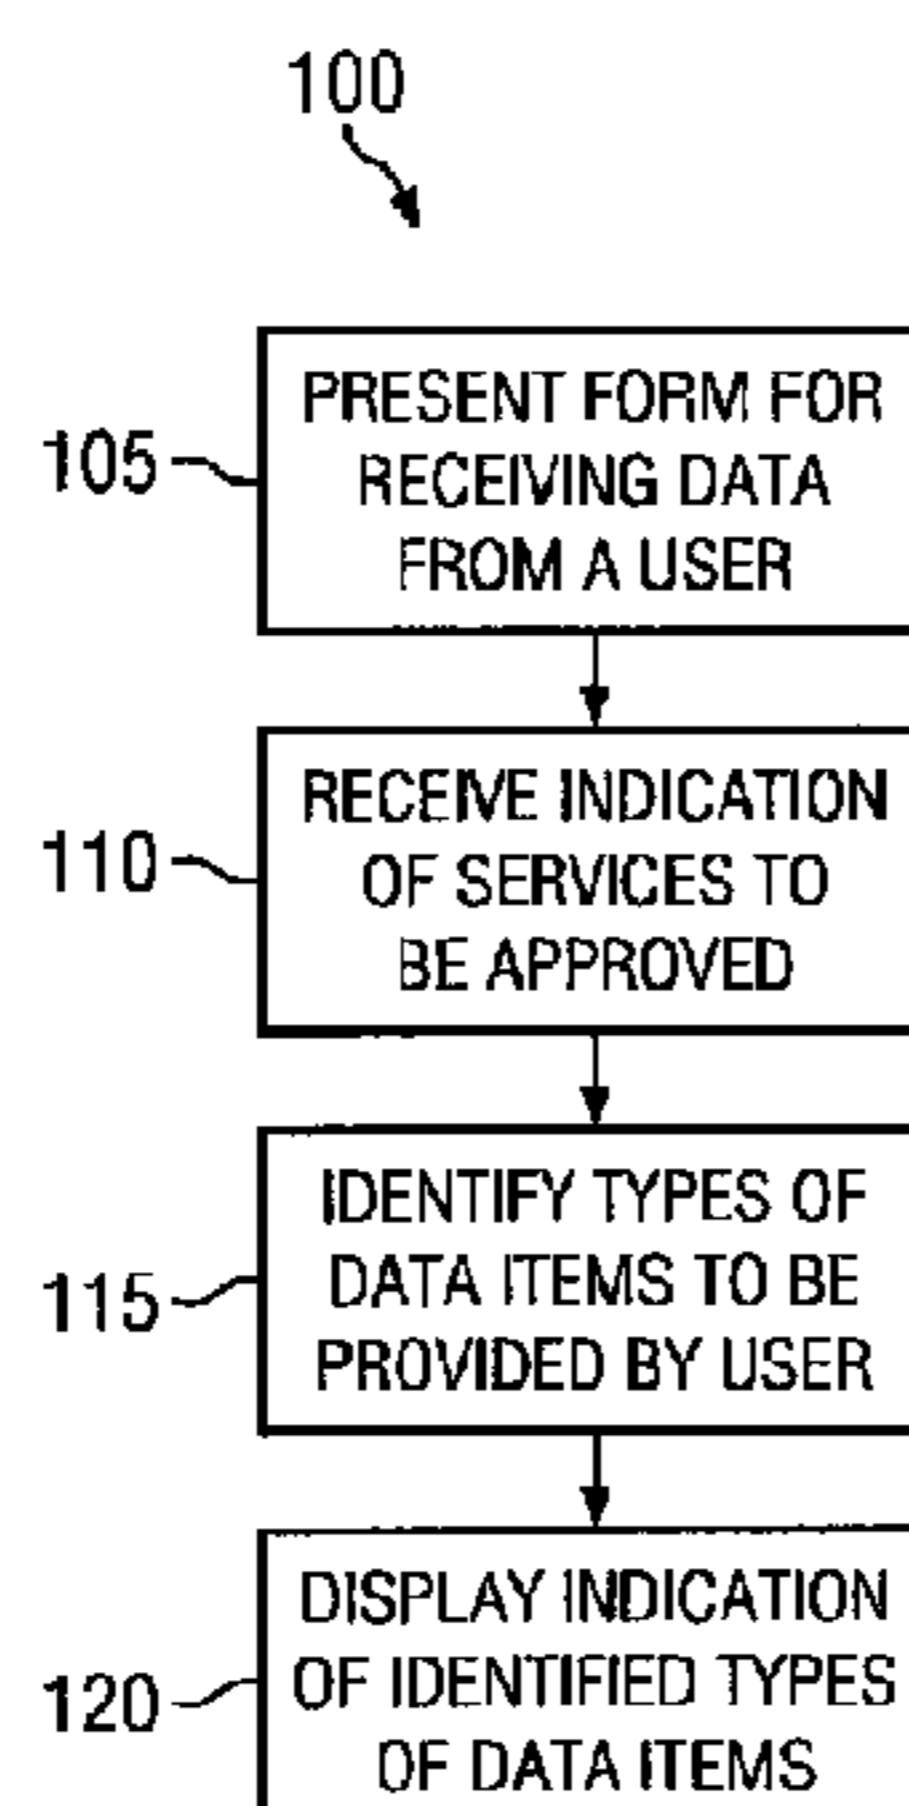 100
105
PRESENT FORM FOR
RECEIVING DATA
FROM A USER
110
RECEIVE INDICATION
OF SERVICES TO
BE APPROVED
115
IDENTIFY TYPES OF
DATA ITEMS TO BE
PROVIDED BY USER
120
DISPLAY INDICATION
OF IDENTIFIED TYPES
OF DATA ITEMS